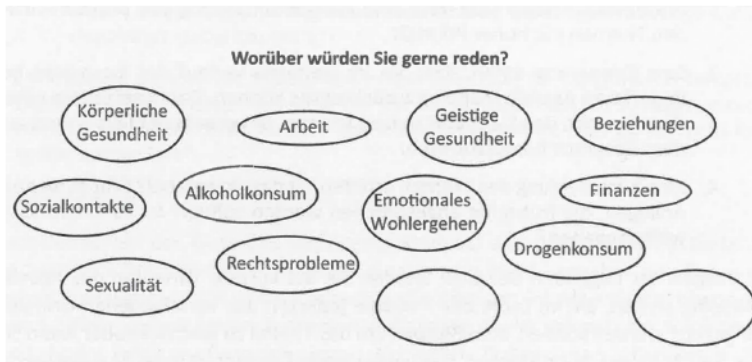 Worüber würden Sie gerne reden?
Körperliche
Gesundheit
Arbeit
Geistige
Gesundheit
Beziehungen
Sozialkontakte
Alkoholkonsum
Emotionales
Wohlergehen
Finanzen
Rechtsprobleme
Drogenkonsum
Sexualität